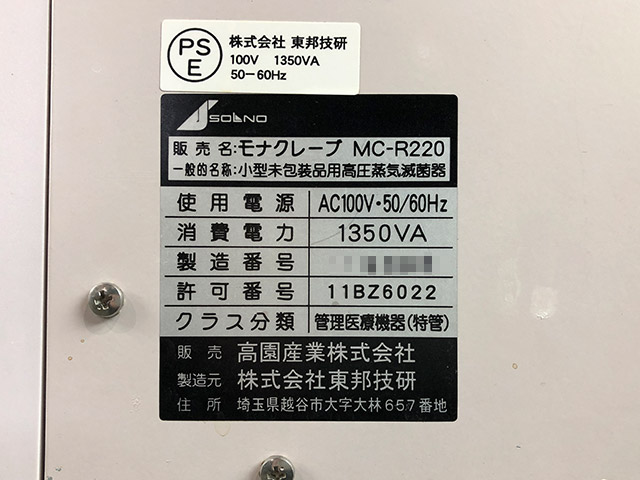 PSE
株式会社 東邦技研
100V 1350VA
50-60Hz
SOLNO
販売名:モナクレーブ MC-R220
一般的名称:小型未包装品用高圧蒸気滅菌器
使用電源 AC100V・50/60Hz
消費電力 1350VA
製造番号
許可番号 11BZ6022
クラス分類 管理医療機器(特管)
販売 高園産業株式会社
製造元 株式会社東邦技研
住所 埼玉県越谷市大字大林657番地